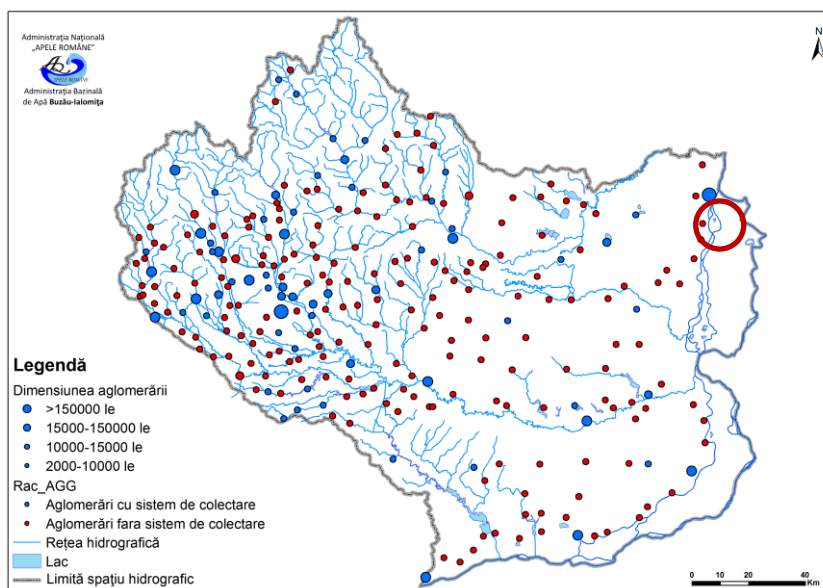 Administrația Națională
„APELE ROMÂNE”
APELE ROMÂNE
Administrația Bazinală
de Apă Buzău-Ialomița
N
Legendă
Dimensiunea aglomerării
>150000 le
15000-150000 le
10000-15000 le
2000-10000 le
Rac_AGG
Aglomerări cu sistem de colectare
Aglomerări fara sistem de colectare
Rețea hidrografică
Lac
Limită spațiu hidrografic
0 10 20 40
Km